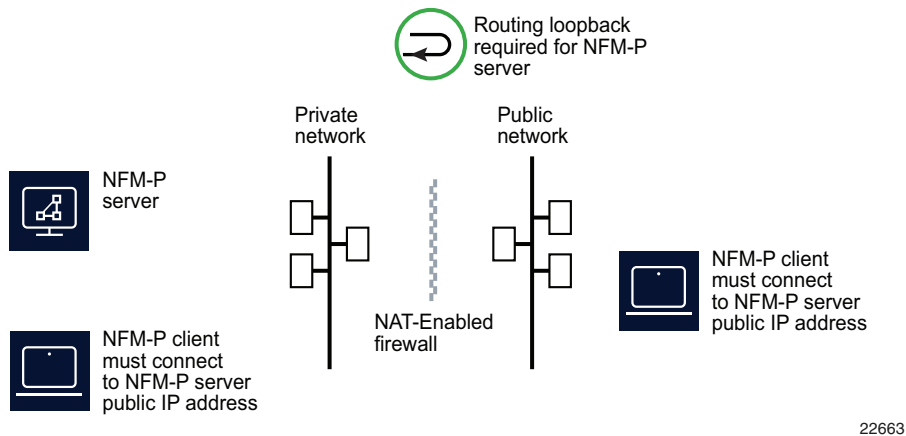 Routing loopback
required for NFM-P
server
Private
network
Public
network
NFM-P
server
NFM-P client
must connect
to NFM-P server
public IP address
NAT-Enabled
firewall
NFM-P client
must connect
to NFM-P server
public IP address
22663